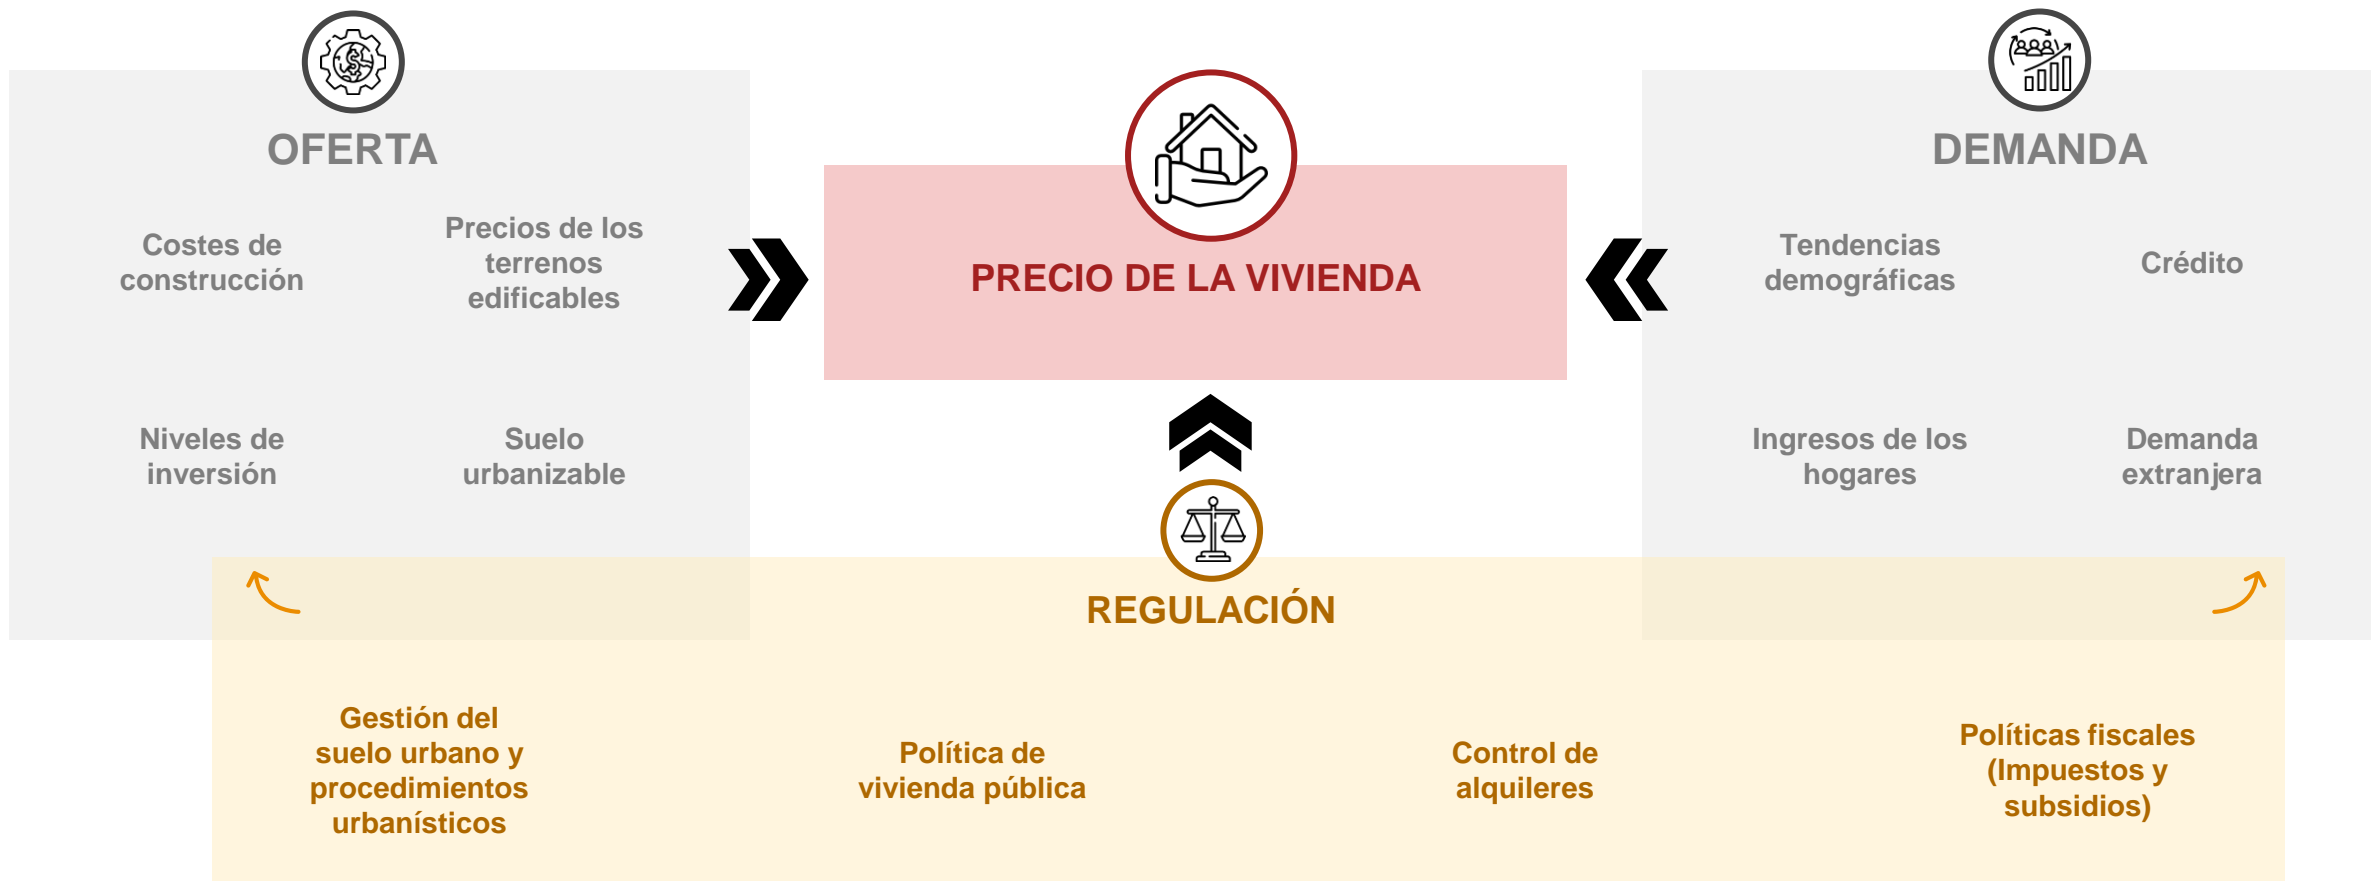 OFERTA
Costes de
construcción
Precios de los
terrenos
edificables
Niveles de
inversión
Suelo
urbanizable
PRECIO DE LA VIVIENDA
DEMANDA
Tendencias
demográficas
Crédito
Ingresos de los
hogares
Demanda
extranjera
REGULACIÓN
Gestión del
suelo urbano y
procedimientos
urbanísticos
Política de
vivienda pública
Control de
alquileres
Políticas fiscales
(Impuestos y
subsidios)